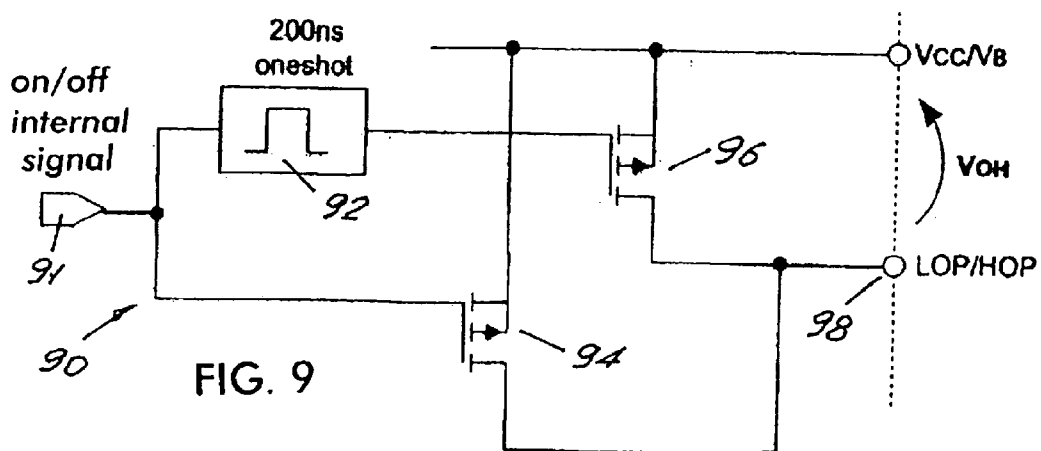 200ns
oneshot
on/off
internal
signal
VCC/VB
VOH
LOP/HOP
91
92
96
98
90
94
FIG. 9